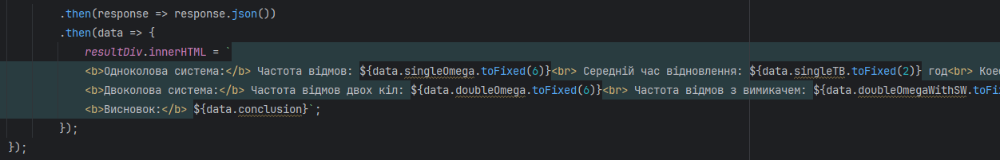 .then(response => response.json())
.then(data => {
resultDiv.innerHTML = `
<b>Одноколова система:</b> Частота відмов: ${data.singleOmega.toFixed(6)}<br> Середній час відновлення: ${data.singleTB.toFixed(2)} год<br> Кое
<b>Двоколова система:</b> Частота відмов двох кіл: ${data.doubleOmega.toFixed(6)}<br> Частота відмов з вимикачем: ${data.doubleOmegaWithSW.toFi
<b>Висновок:</b> ${data.conclusion}`;
});
});